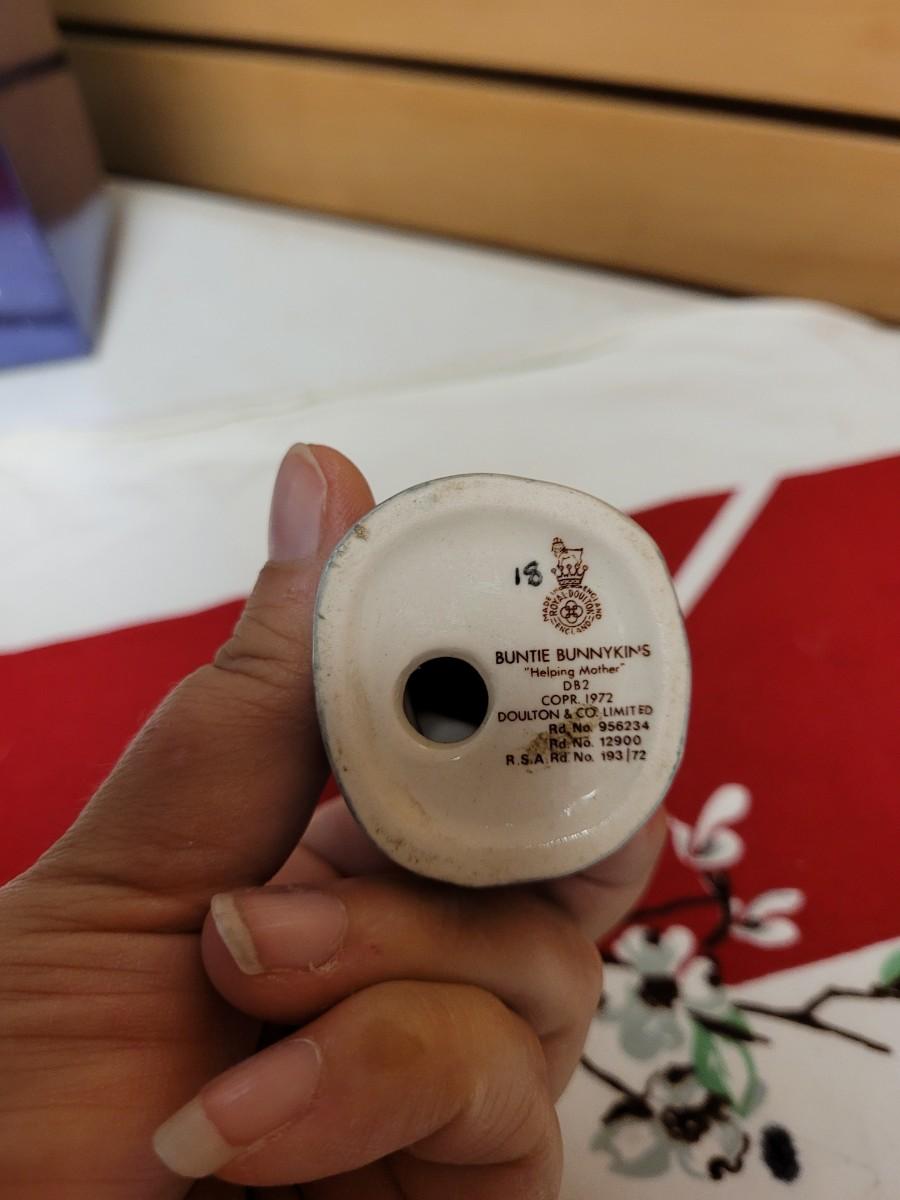 18
MADE IN ENGLAND
ROYAL DOULTON
ENGLAND
BUNTIE BUNNYKINS
"Helping Mother"
DB2
COPR. 1972
DOULTON & CO. LIMITED
Rd. No. 956234
Rd. No. 12900
R.S.A. Rd. No. 193/72